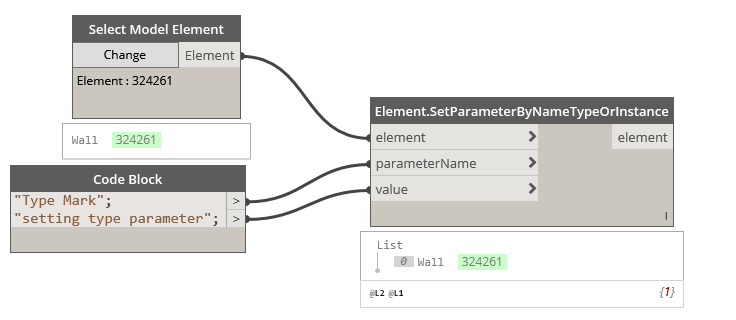 Select Model Element
Change
Element
Element : 324261
Wall 324261
Code Block
"Type Mark"; >
"setting type parameter"; >
Element.SetParameterByNameTypeOrInstance
element > element
parameterName >
value >
l
List
0 Wall 324261
@L2 @L1 {1}